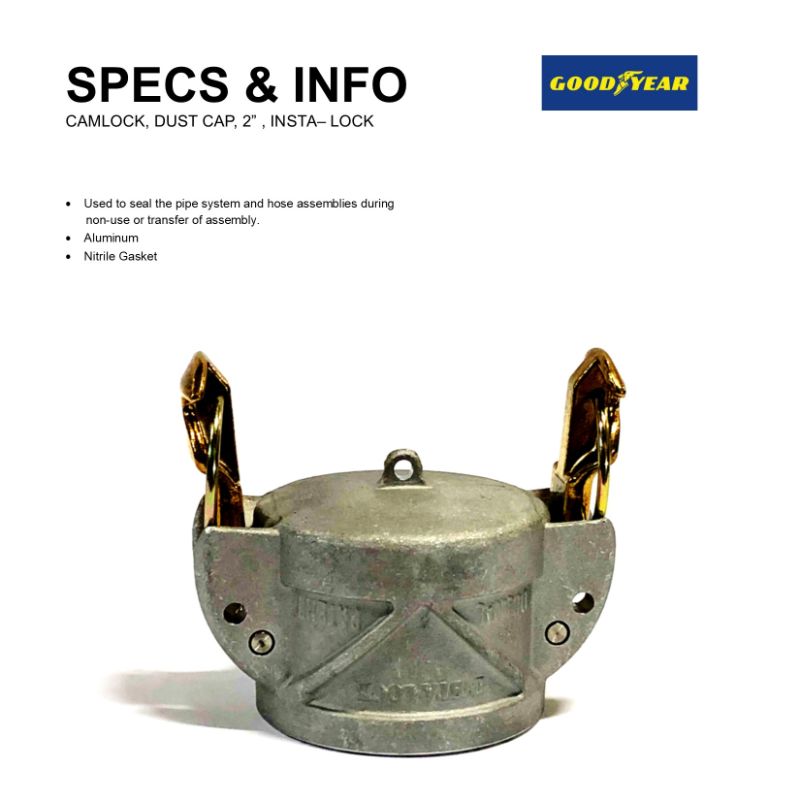 SPECS & INFO
GOODYEAR
CAMLOCK, DUST CAP, 2” , INSTA– LOCK
• Used to seal the pipe system and hose assemblies during
non-use or transfer of assembly.
• Aluminum
• Nitrile Gasket